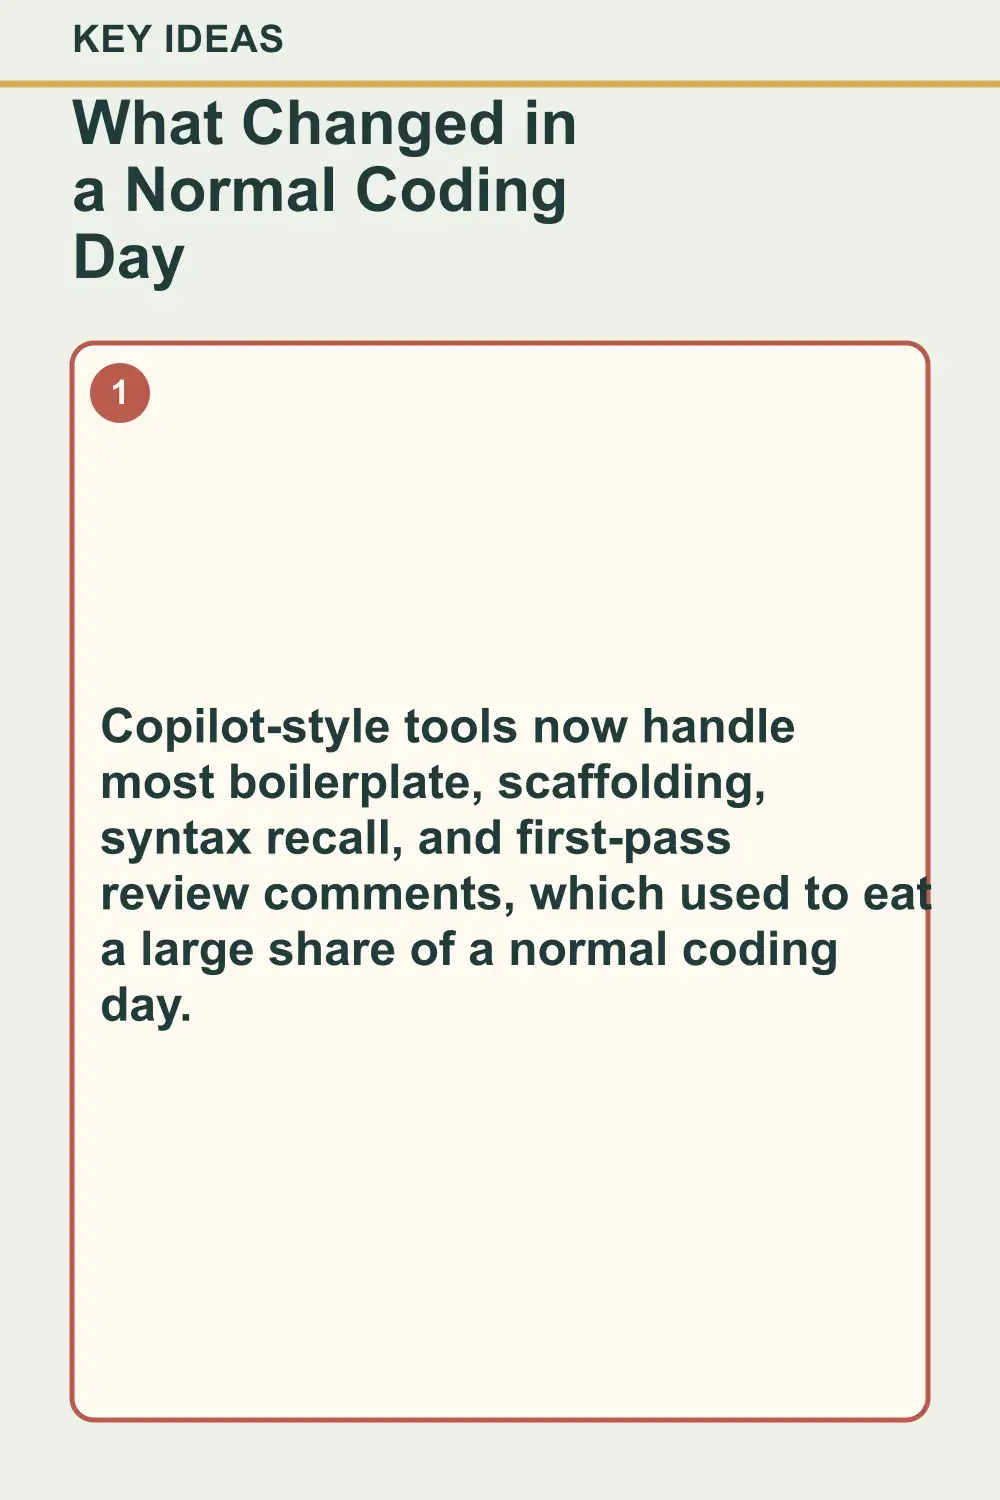 KEY IDEAS
What Changed in
a Normal Coding
Day
1
Copilot-style tools now handle
most boilerplate, scaffolding,
syntax recall, and first-pass
review comments, which used to eat
a large share of a normal coding
day.